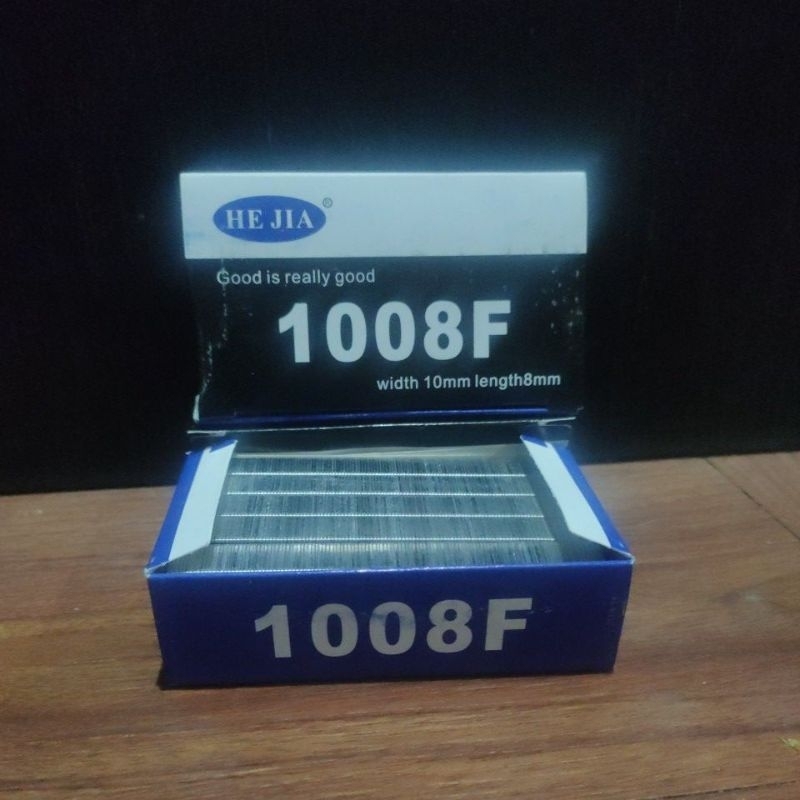 HE JIA ®
Good is really good
1008F
width 10mm length8mm
1008F